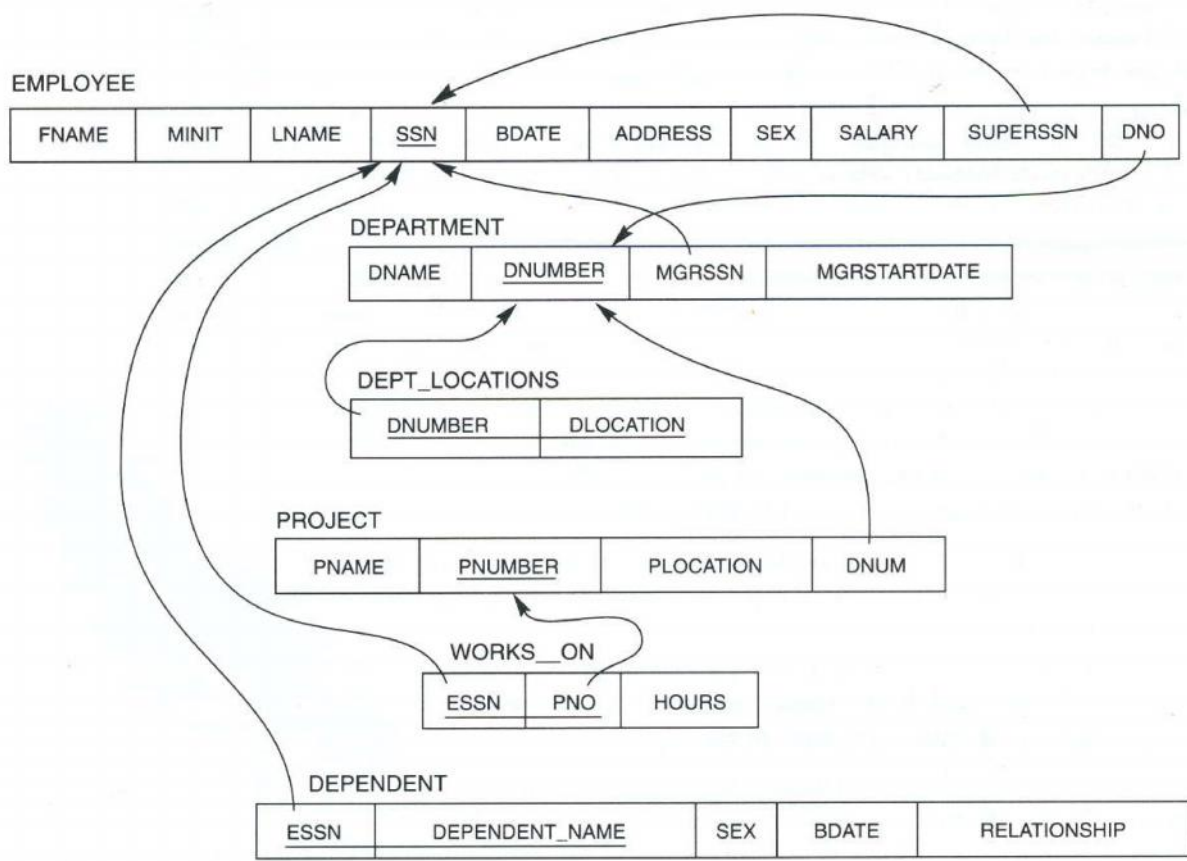 EMPLOYEE
FNAME MINIT LNAME SSN BDATE ADDRESS SEX SALARY SUPERSSN DNO
DEPARTMENT
DNAME DNUMBER MGRSSN MGRSTARTDATE
DEPT_LOCATIONS
DNUMBER DLOCATION
PROJECT
PNAME PNUMBER PLOCATION DNUM
WORKS__ON
ESSN PNO HOURS
DEPENDENT
ESSN DEPENDENT_NAME SEX BDATE RELATIONSHIP